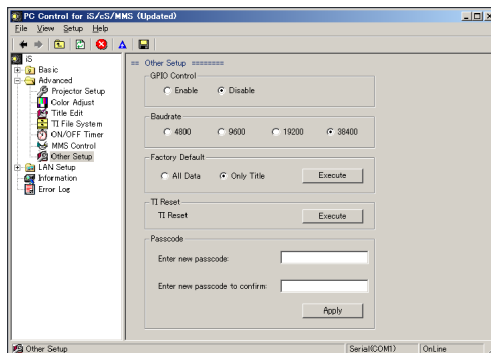 PC Control for iS/cS/MMS (Updated)
File View Setup Help
iS
Basic
Advanced
Projector Setup
Color Adjust
Title Edit
TI File System
ON/OFF Timer
MMS Control
Other Setup
LAN Setup
Information
Error Log
== Other Setup ========
GPIO Control
Enable Disable
Baudrate
4800 9600 19200 38400
Factory Default
All Data Only Title Execute
TI Reset
TI Reset Execute
Passcode
Enter new passcode:
Enter new passcode to confirm:
Apply
Other Setup Serial(COM1) OnLine